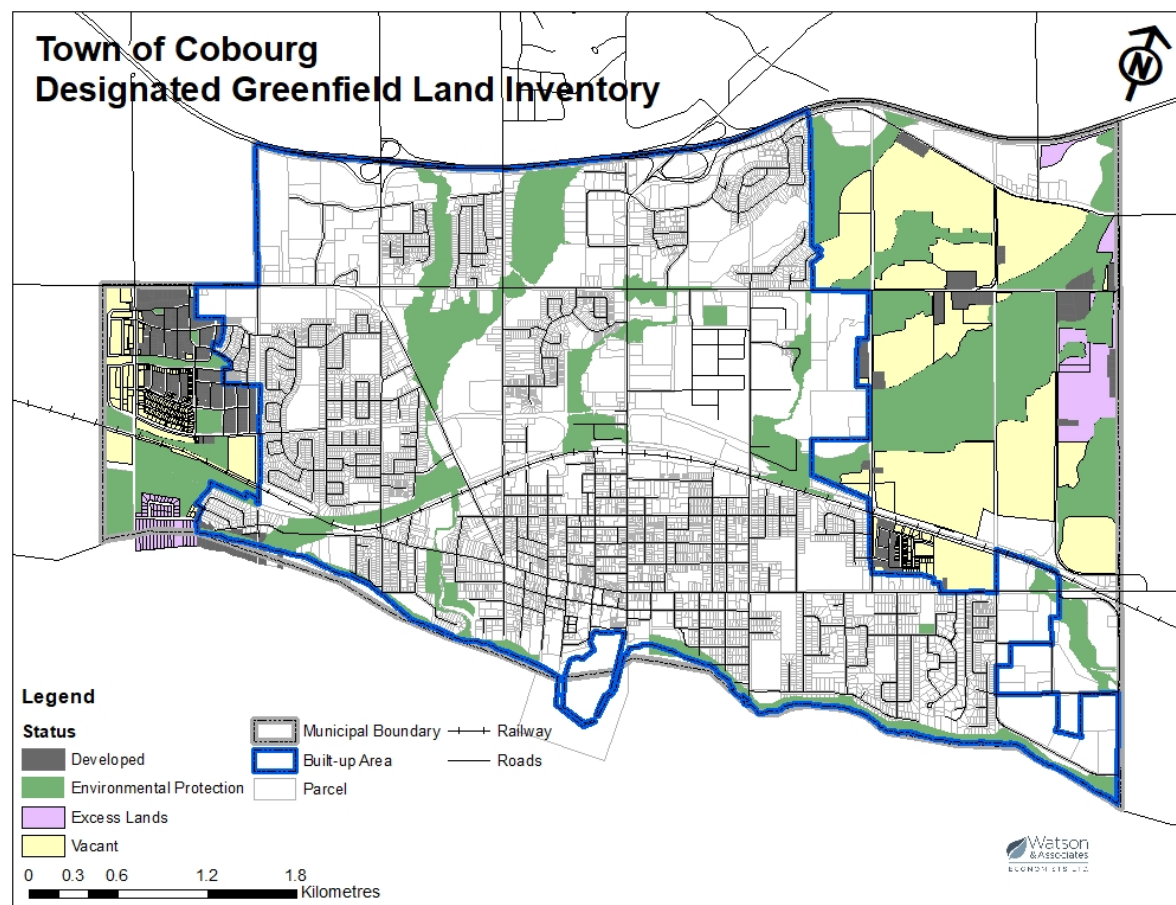 Town of Cobourg
Designated Greenfield Land Inventory
N
Legend
Status
Developed
Environmental Protection
Excess Lands
Vacant
Municipal Boundary
Built-up Area
Parcel
Railway
Roads
0 0.3 0.6 1.2 1.8
Kilometres
Watson
& Associates
ECONOMISTS LTD.